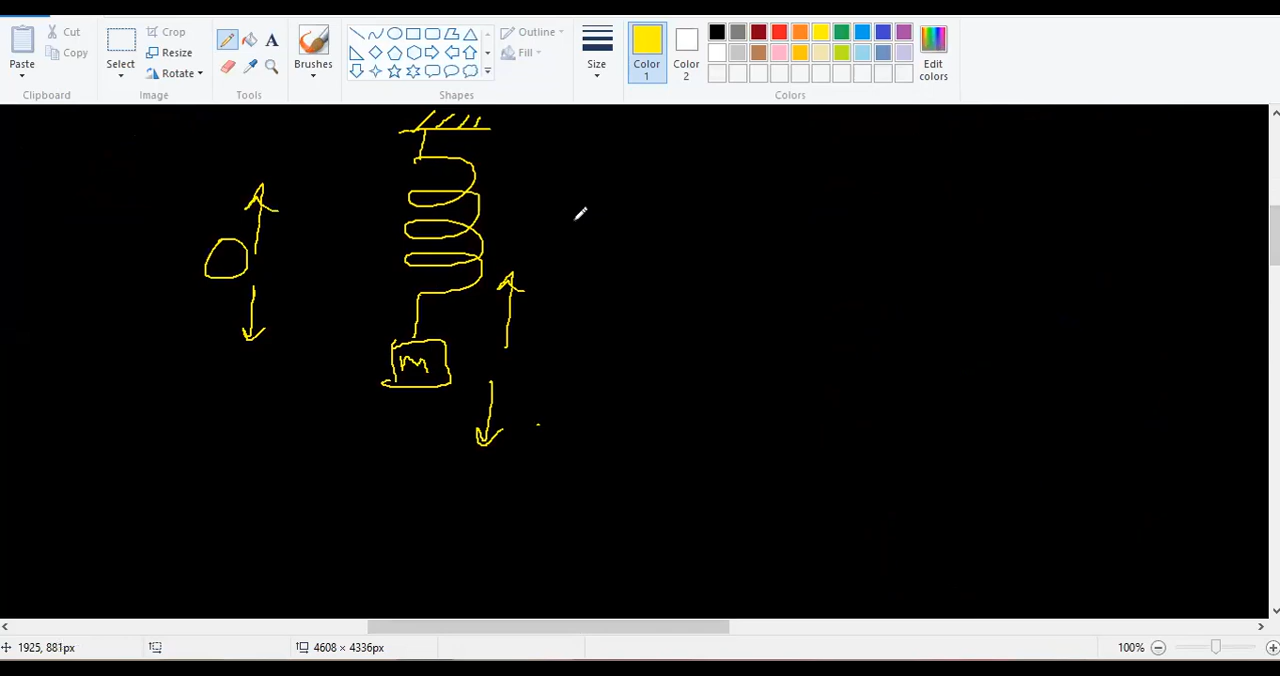 Paste
Cut
Copy
Clipboard
Select
Crop
Resize
Rotate
Image
A
Tools
Brushes
Outline
Fill
Shapes
Size
Color
1
Color
2
Edit
colors
Colors
m
1925, 881px
4608 × 4336px
100%